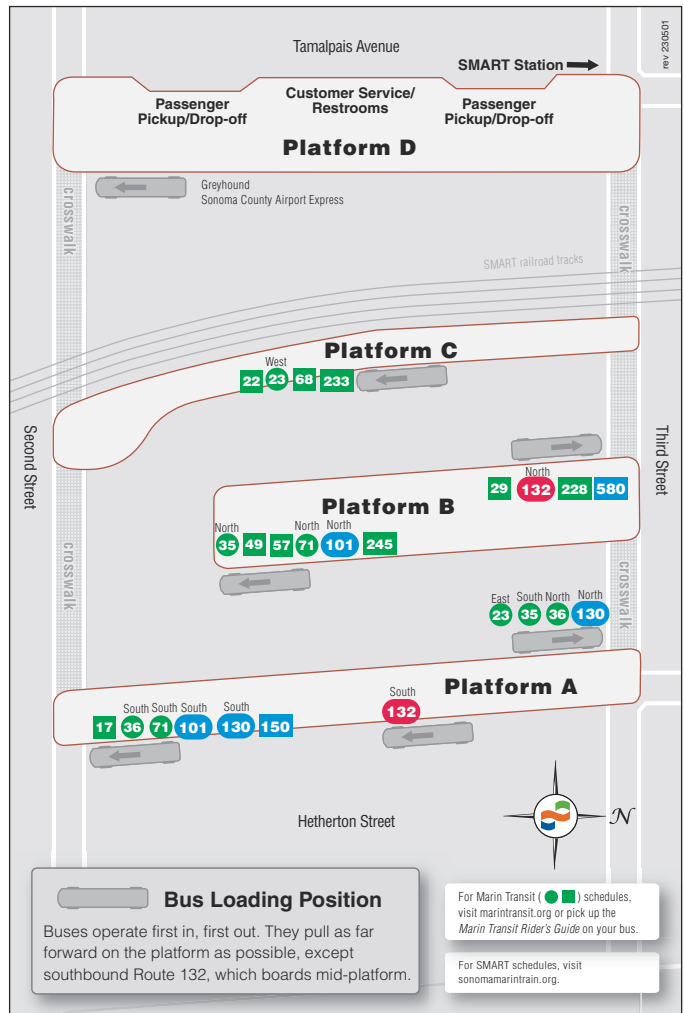 rev 230501
Tamalpais Avenue
SMART Station
Passenger
Pickup/Drop-off
Customer Service/
Restrooms
Passenger
Pickup/Drop-off
Platform D
crosswalk
Greyhound
Sonoma County Airport Express
crosswalk
SMART railroad tracks
Platform C
West
22 23 68 233
Second Street
Third Street
North
29 132 228 580
Platform B
North North North
35 49 57 71 101 245
crosswalk
crosswalk
East South North North
23 35 36 130
Platform A
South
132
South South South South
17 36 71 101 130 150
Hetherton Street
N
Bus Loading Position
Buses operate first in, first out. They pull as far
forward on the platform as possible, except
southbound Route 132, which boards mid-platform.
For Marin Transit ( ) schedules,
visit marintransit.org or pick up the
Marin Transit Rider's Guide on your bus.
For SMART schedules, visit
sonomamarintrain.org.